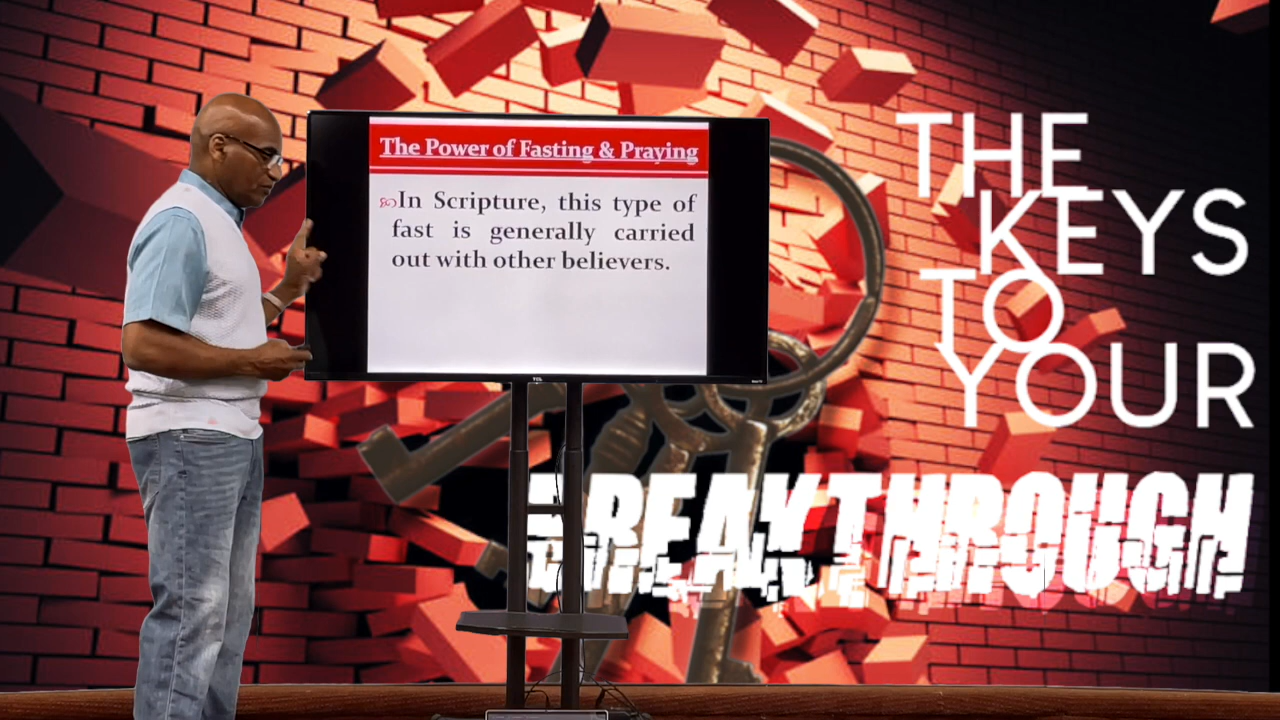 The Power of Fasting & Praying
In Scripture, this type of
fast is generally carried
out with other believers.
TCL
THE
KEYS
TO
YOUR
BREAKTHROUGH